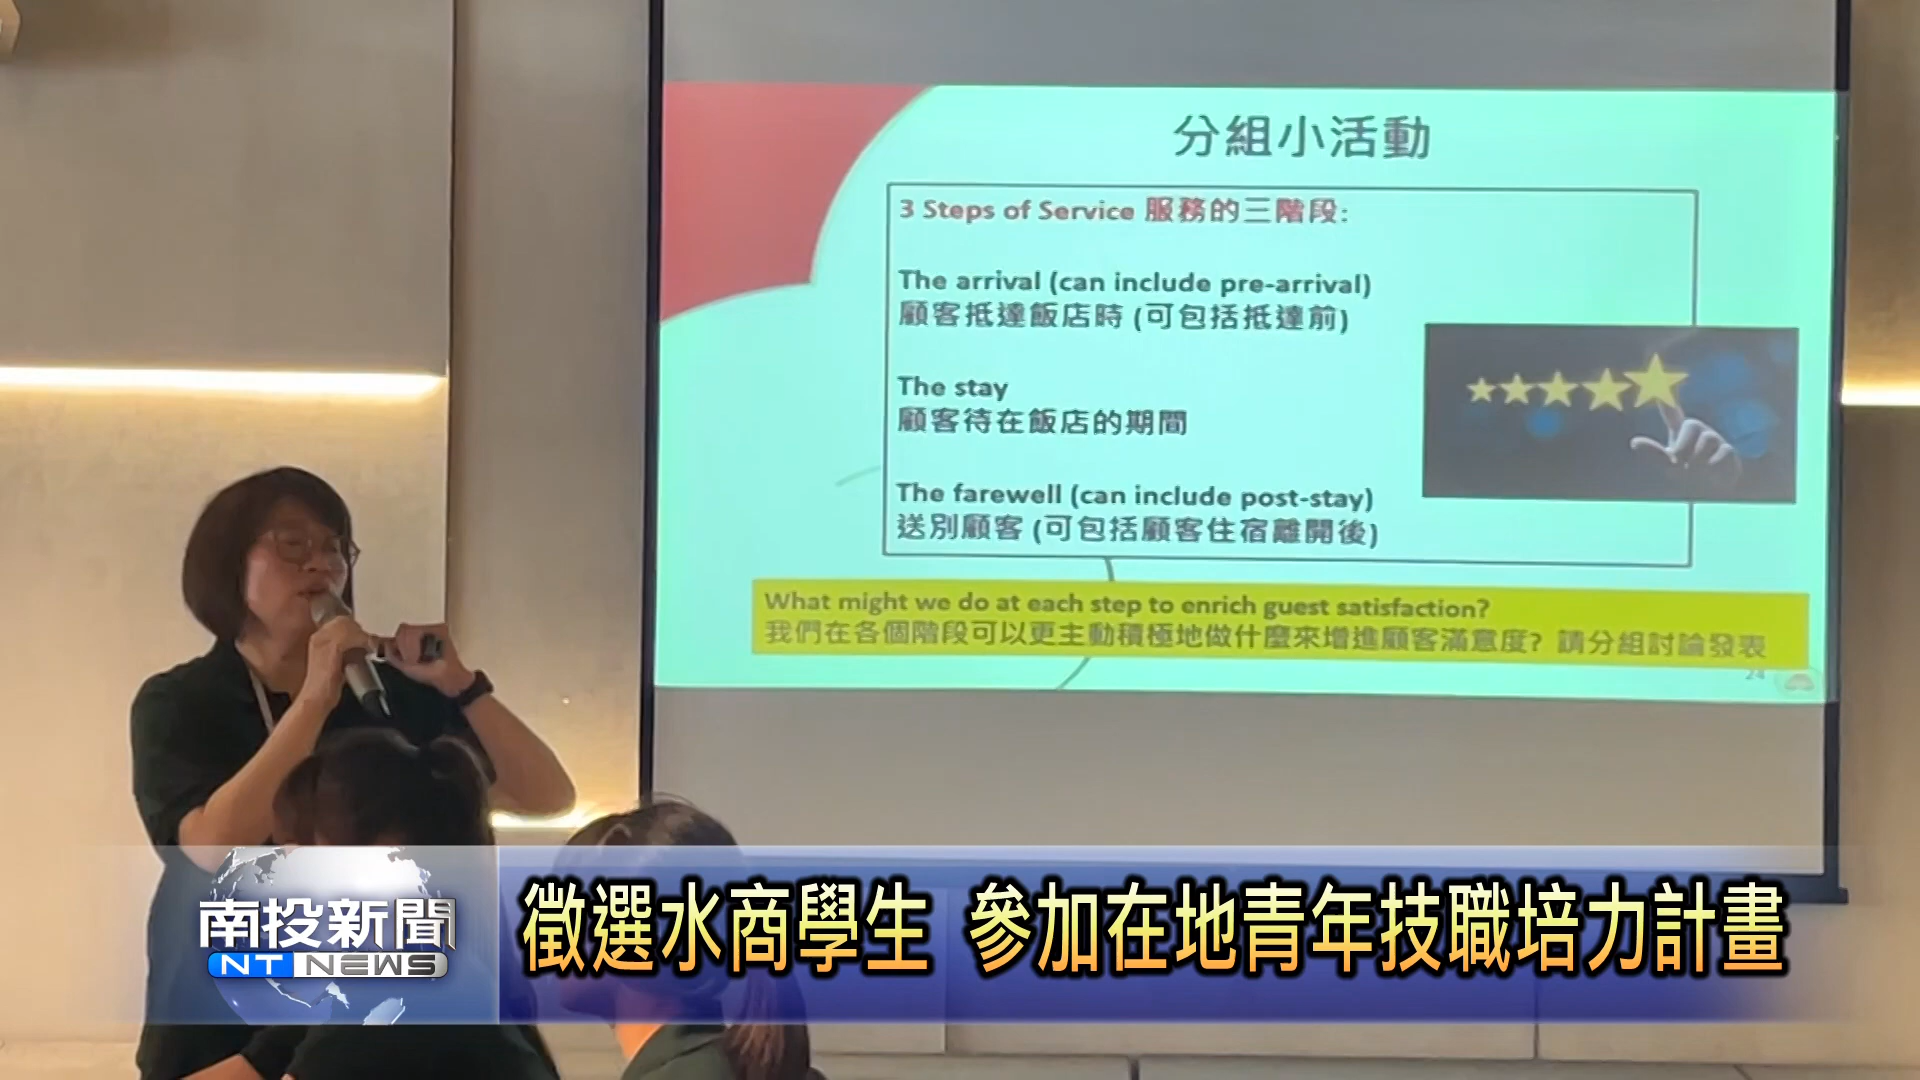 分組小活動
3 Steps of Service 服務的三階段:
The arrival (can include pre-arrival)
顧客抵達飯店時 (可包括抵達前)
The stay
顧客待在飯店的期間
The farewell (can include post-stay)
送別顧客 (可包括顧客住宿離開後)
What might we do at each step to enrich guest satisfaction?
我們在各個階段可以更主動積極地做什麼來增進顧客滿意度? 請分組討論發表
24
南投新聞
NT NEWS
徵選水商學生 參加在地青年技職培力計畫